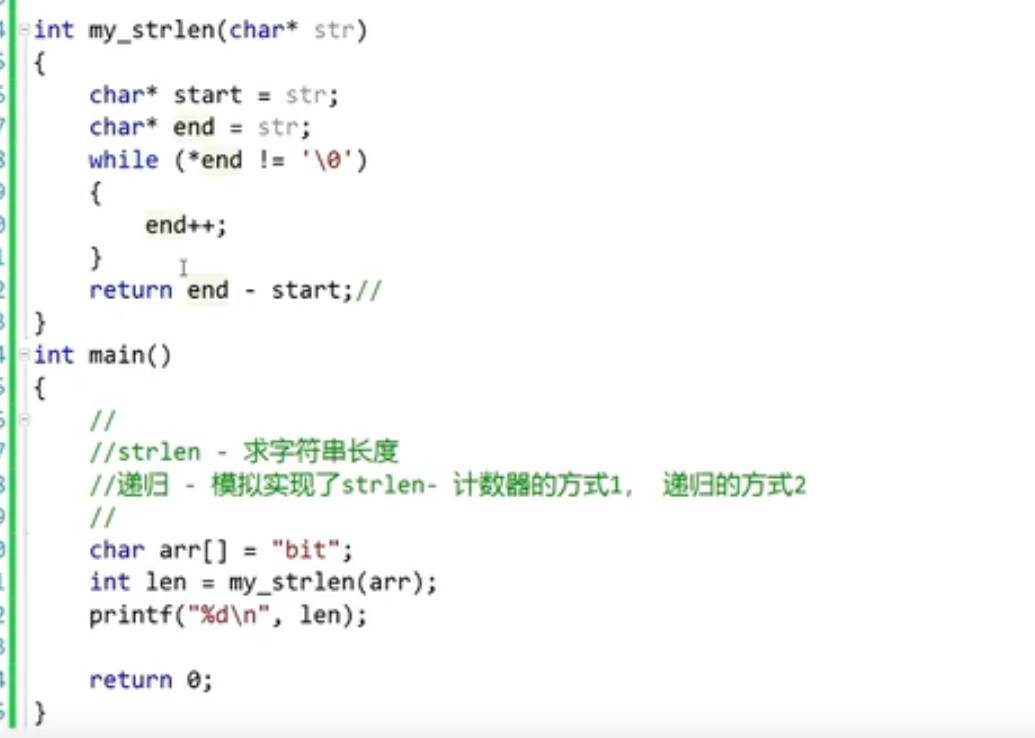 int my_strlen(char* str)
{
char* start = str;
char* end = str;
while (*end != '\0')
{
end++;
}
return end - start;//
}
int main()
{
//
//strlen - 求字符串长度
//递归 - 模拟实现了strlen- 计数器的方式1, 递归的方式2
//
char arr[] = "bit";
int len = my_strlen(arr);
printf("%d\n", len);
return 0;
}